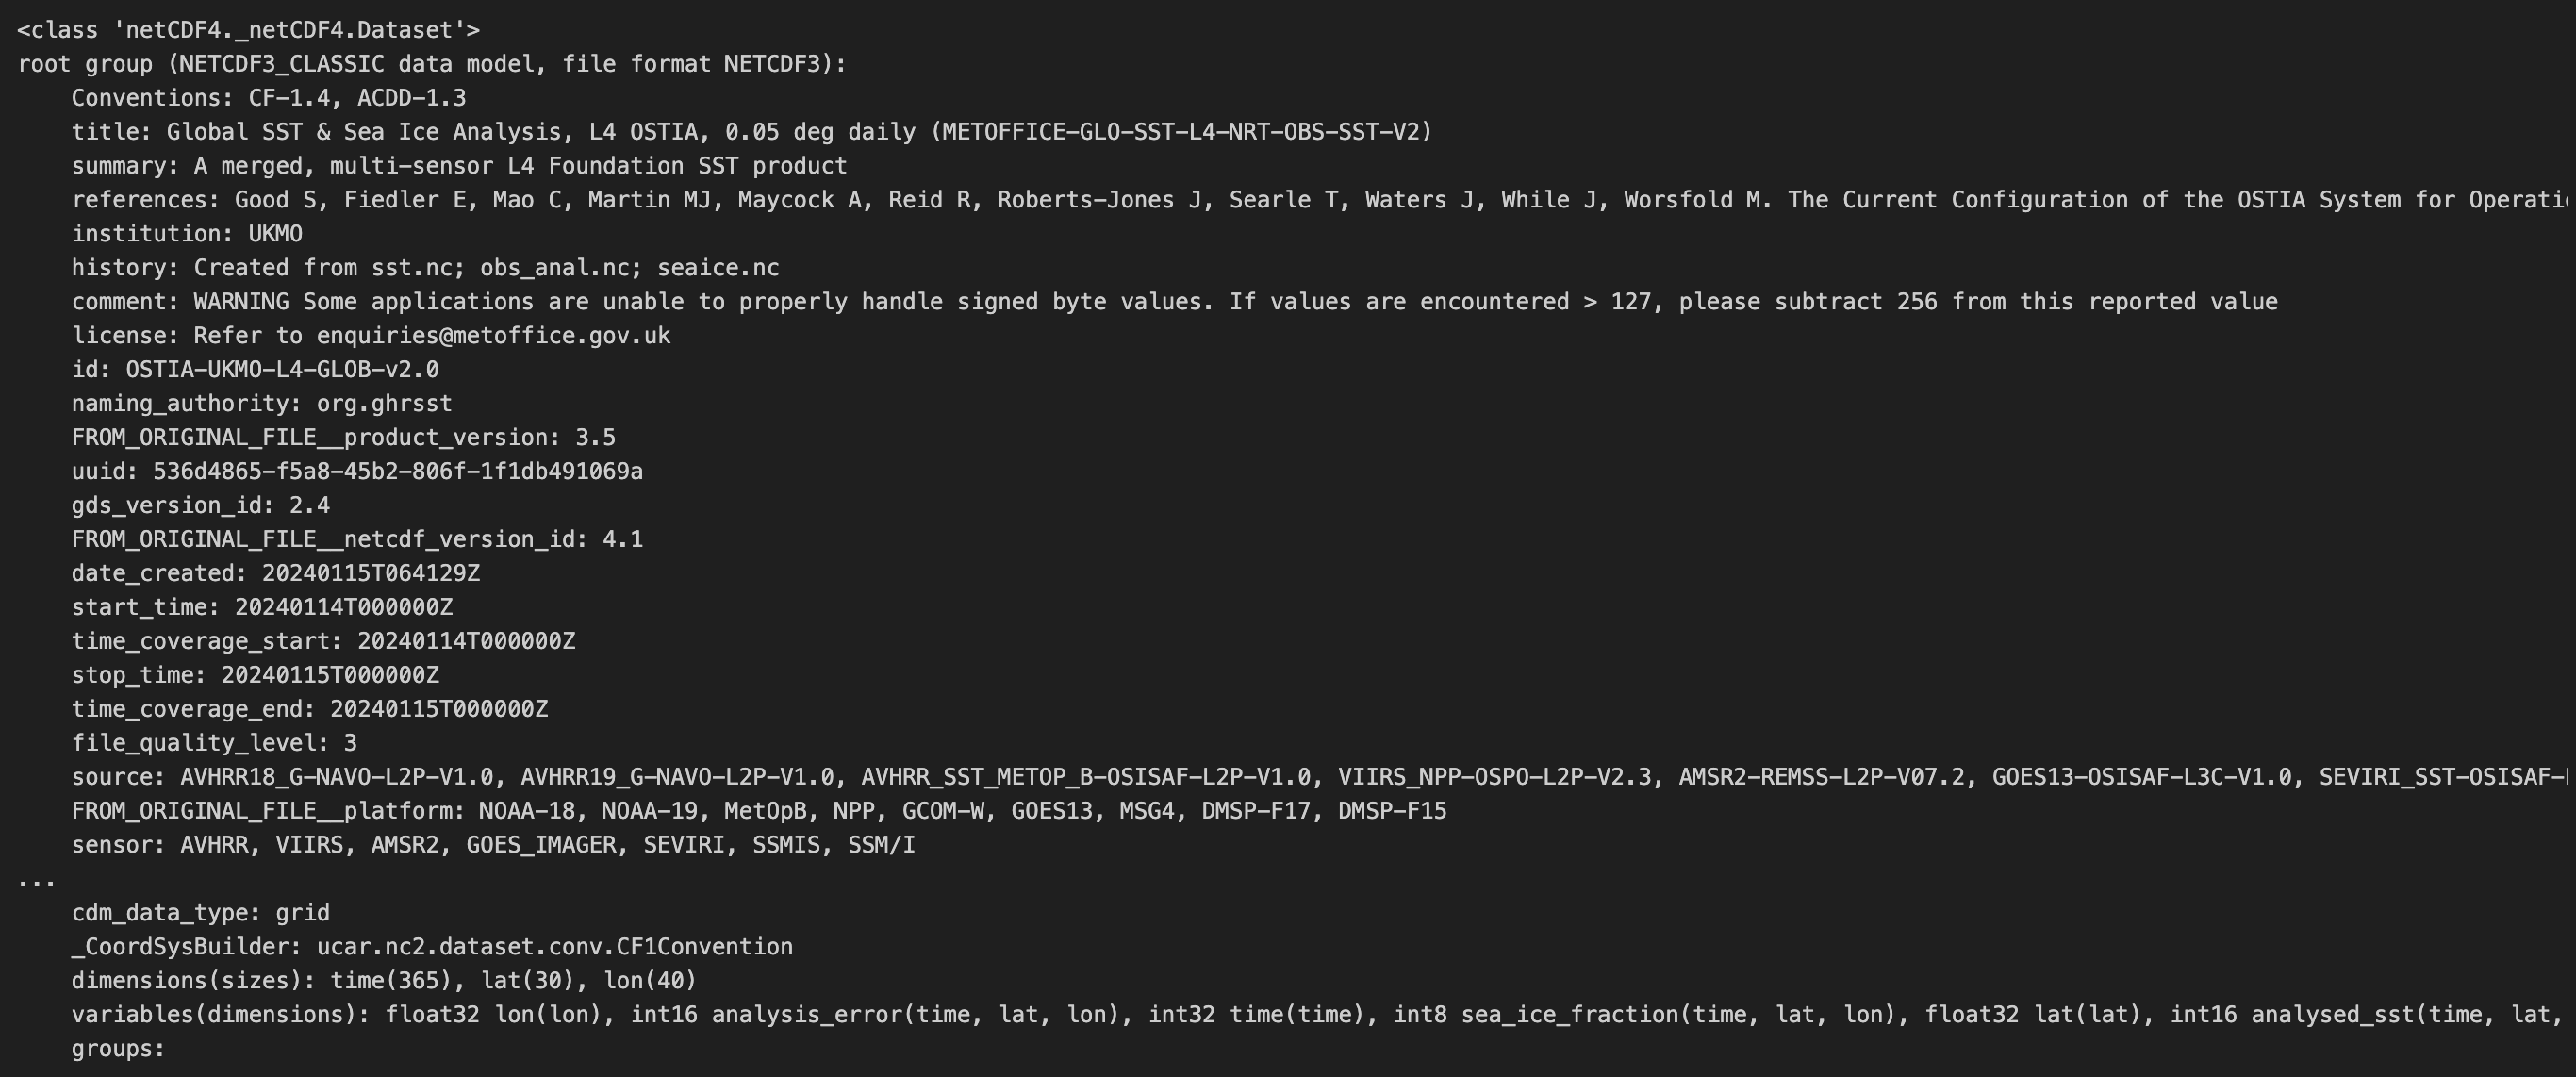 <class 'netCDF4._netCDF4.Dataset'>
root group (NETCDF3_CLASSIC data model, file format NETCDF3):
    Conventions: CF-1.4, ACDD-1.3
    title: Global SST & Sea Ice Analysis, L4 OSTIA, 0.05 deg daily (METOFFICE-GLO-SST-L4-NRT-OBS-SST-V2)
    summary: A merged, multi-sensor L4 Foundation SST product
    references: Good S, Fiedler E, Mao C, Martin MJ, Maycock A, Reid R, Roberts-Jones J, Searle T, Waters J, While J, Worsfold M. The Current Configuration of the OSTIA System for
    institution: UKMO
    history: Created from sst.nc; obs_anal.nc; seaice.nc
    comment: WARNING Some applications are unable to properly handle signed byte values. If values are encountered > 127, please subtract 256 from this reported value
    license: Refer to enquiries@metoffice.gov.uk
    id: OSTIA-UKMO-L4-GLOB-v2.0
    naming_authority: org.ghrsst
    FROM_ORIGINAL_FILE__product_version: 3.5
    uuid: 536d4865-f5a8-45b2-806f-1f1db491069a
    gds_version_id: 2.4
    FROM_ORIGINAL_FILE__netcdf_version_id: 4.1
    date_created: 20240115T064129Z
    start_time: 20240114T000000Z
    time_coverage_start: 20240114T000000Z
    stop_time: 20240115T000000Z
    time_coverage_end: 20240115T000000Z
    file_quality_level: 3
    source: AVHRR18_G-NAVO-L2P-V1.0, AVHRR19_G-NAVO-L2P-V1.0, AVHRR_SST_METOP_B-OSISAF-L2P-V1.0, VIIRS_NPP-OSPO-L2P-V2.3, AMSR2-REMSS-L2P-V07.2, GOES13-OSISAF-L3C-V1.0, SEVIRI_SST-OSISAF-
    FROM_ORIGINAL_FILE__platform: NOAA-18, NOAA-19, MetOpB, NPP, GCOM-W, GOES13, MSG4, DMSP-F17, DMSP-F15
    sensor: AVHRR, VIIRS, AMSR2, GOES_IMAGER, SEVIRI, SSMIS, SSM/I
...
    cdm_data_type: grid
    _CoordSysBuilder: ucar.nc2.dataset.conv.CF1Convention
    dimensions(sizes): time(365), lat(30), lon(40)
    variables(dimensions): float32 lon(lon), int16 analysis_error(time, lat, lon), int32 time(time), int8 sea_ice_fraction(time, lat, lon), float32 lat(lat), int16 analysed_sst(time, lat,
    groups: